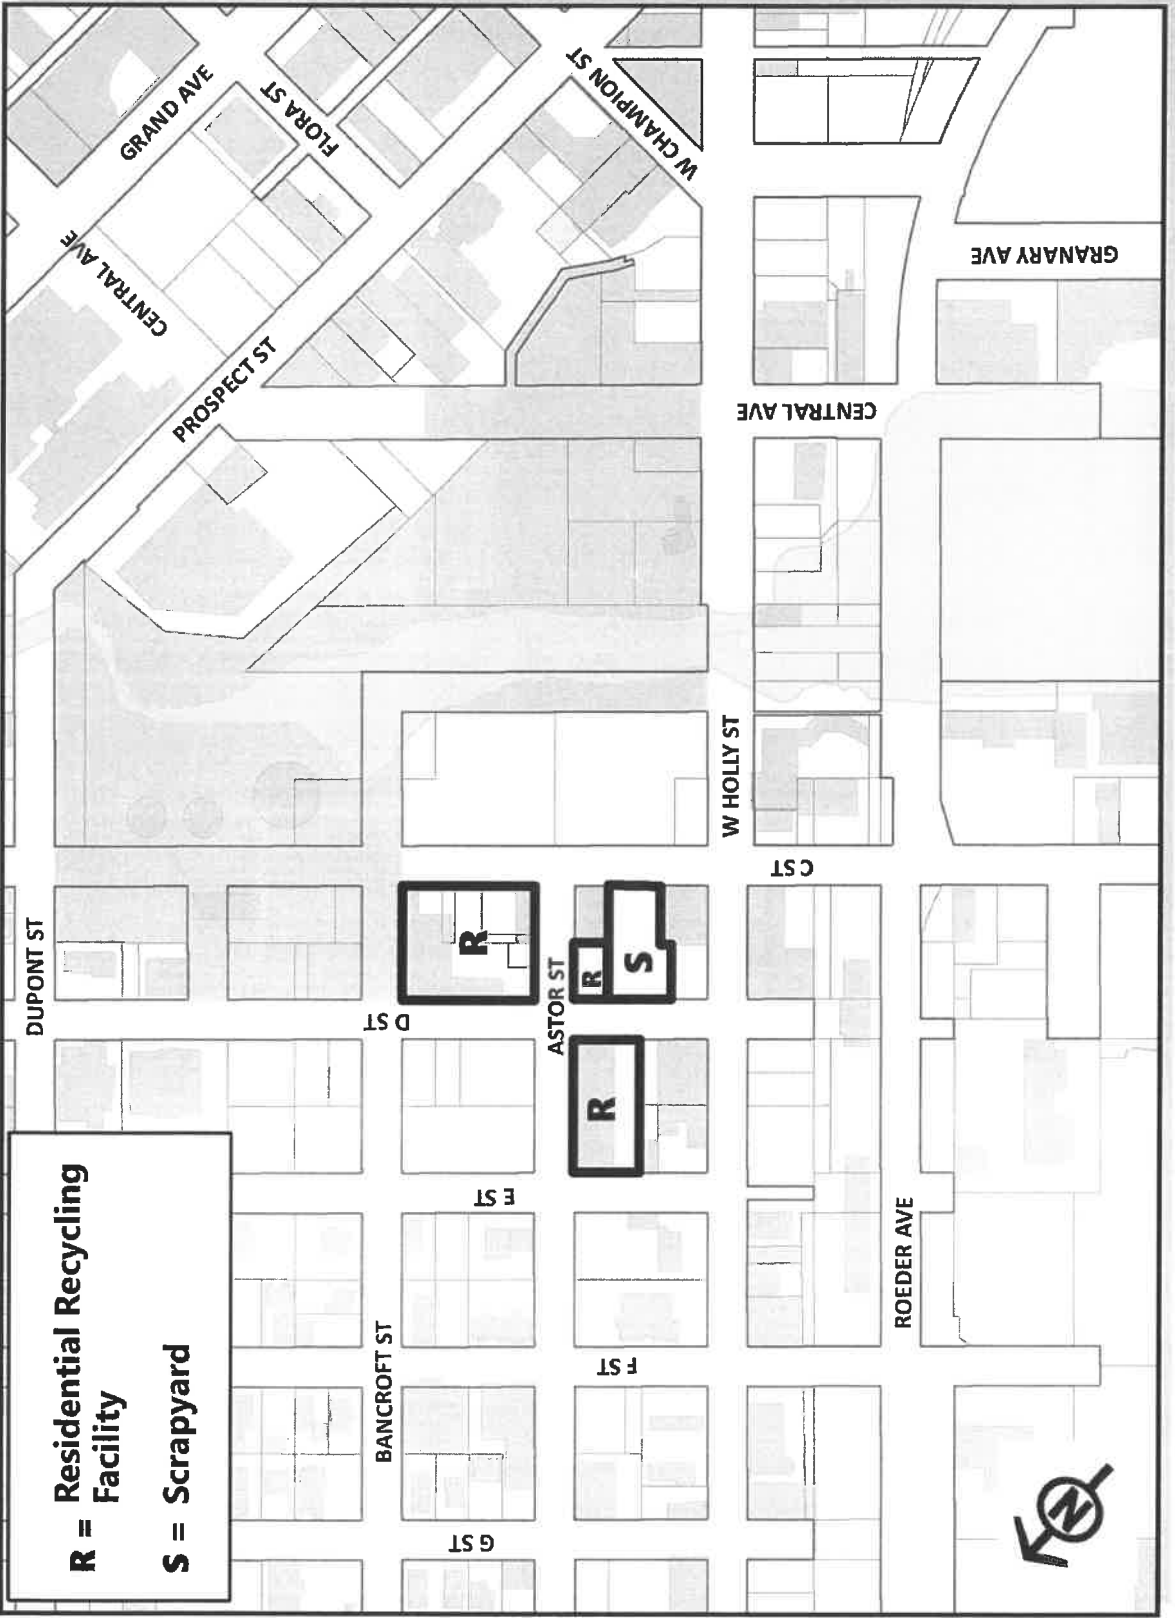 R = Residential Recycling
Facility
S = Scrapyard
GRAND AVE
FLORA ST
W CHAMPION ST
CENTRAL AVE
PROSPECT ST
GRANARY AVE
CENTRAL AVE
DUPONT ST
W HOLLY ST
C ST
R
R
S
D ST
ASTOR ST
R
E ST
ROEDER AVE
BANCROFT ST
F ST
G ST
N